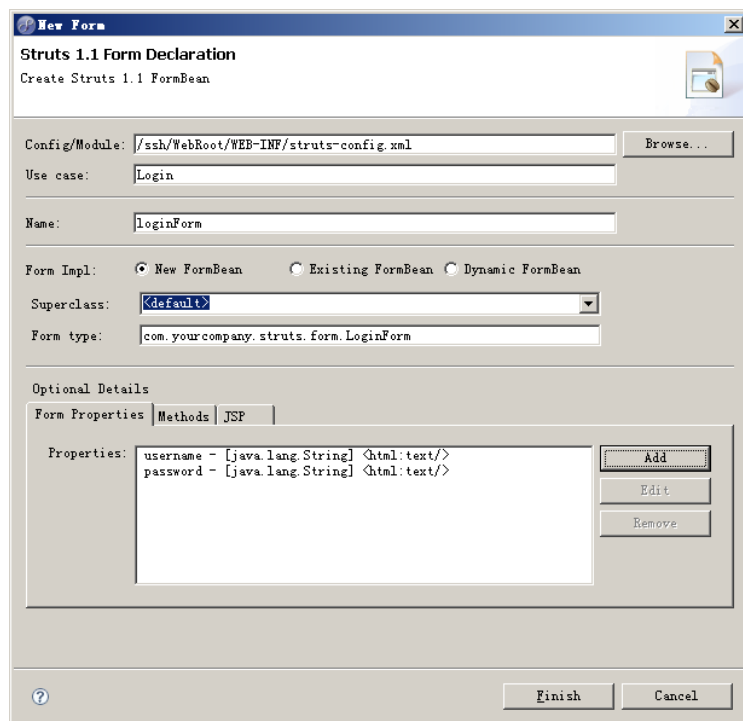 New Form
Struts 1.1 Form Declaration
Create Struts 1.1 FormBean
Config/Module: /ssh/WebRoot/WEB-INF/struts-config.xml Browse...
Use case: Login
Name: loginForm
Form Impl: New FormBean Existing FormBean Dynamic FormBean
Superclass: <default>
Form type: com.yourcompany.struts.form.LoginForm
Optional Details
Form Properties Methods JSP
Properties: username - [java.lang.String] <html:text/> Add
password - [java.lang.String] <html:text/>
Edit
Remove
? Finish Cancel